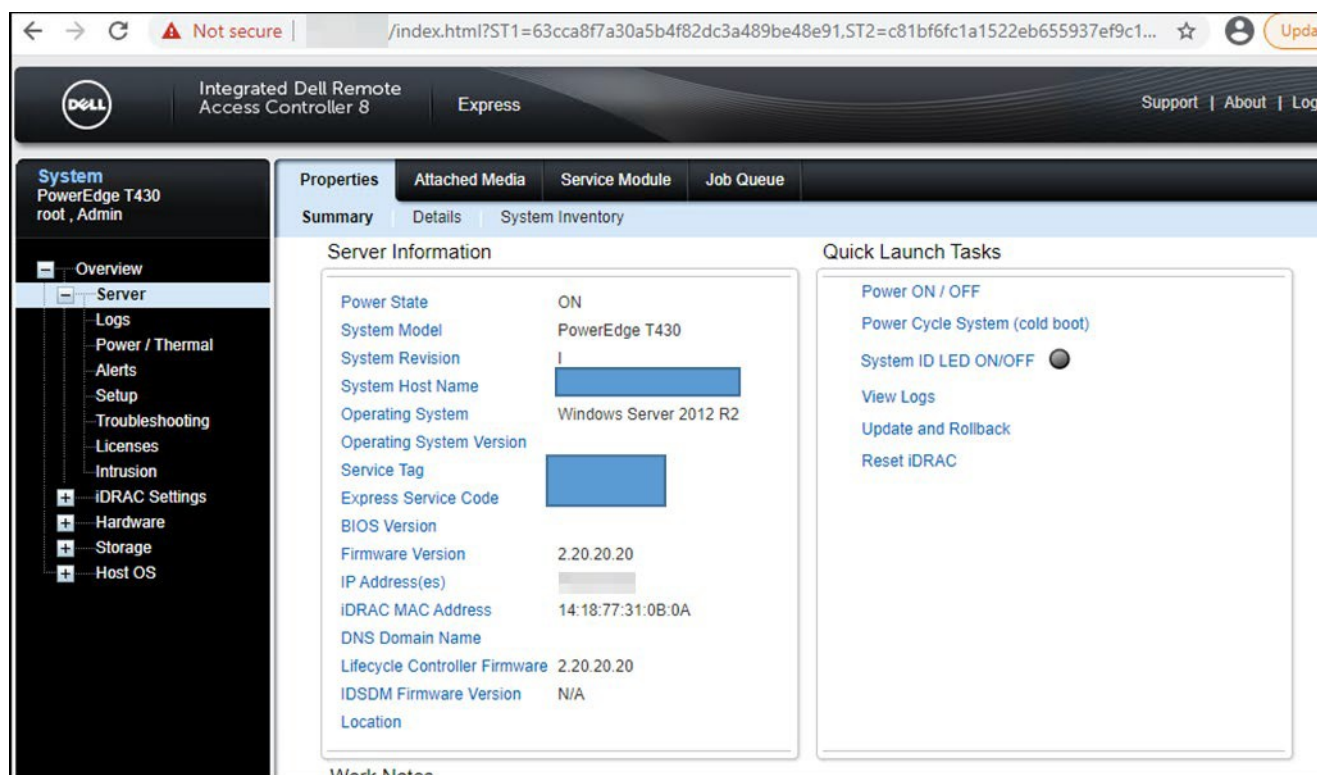 Not secure | /index.html?ST1=63cca8f7a30a5b4f82dc3a489be48e91,ST2=c81bf6fc1a1522eb655937ef9c1...
Upda
DELL
Integrated Dell Remote
Access Controller 8
Express
Support | About | Log
System
PowerEdge T430
root , Admin
Overview
Server
Logs
Power / Thermal
Alerts
Setup
Troubleshooting
Licenses
Intrusion
iDRAC Settings
Hardware
Storage
Host OS
Properties Attached Media Service Module Job Queue
Summary Details System Inventory
Server Information
Power State ON
System Model PowerEdge T430
System Revision I
System Host Name
Operating System Windows Server 2012 R2
Operating System Version
Service Tag
Express Service Code
BIOS Version
Firmware Version 2.20.20.20
IP Address(es)
iDRAC MAC Address 14:18:77:31:0B:0A
DNS Domain Name
Lifecycle Controller Firmware 2.20.20.20
IDSDM Firmware Version N/A
Location
Quick Launch Tasks
Power ON / OFF
Power Cycle System (cold boot)
System ID LED ON/OFF
View Logs
Update and Rollback
Reset iDRAC
Work Notes